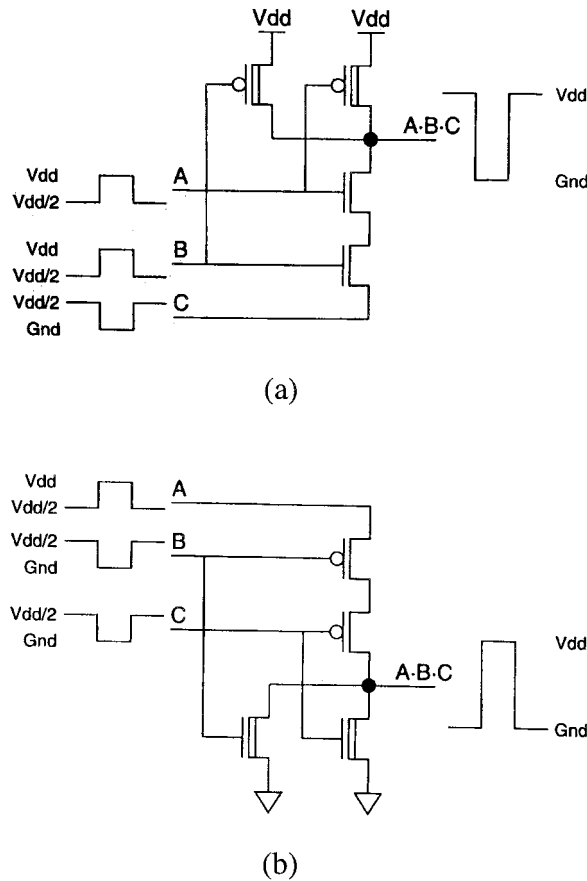 Vdd Vdd
A·B·C
Vdd
Gnd
Vdd
Vdd/2
A
Vdd
Vdd/2
B
Vdd/2
Gnd
C
(a)
Vdd
Vdd/2
A
Vdd/2
Gnd
B
Vdd/2
Gnd
C
A·B·C
Vdd
Gnd
(b)